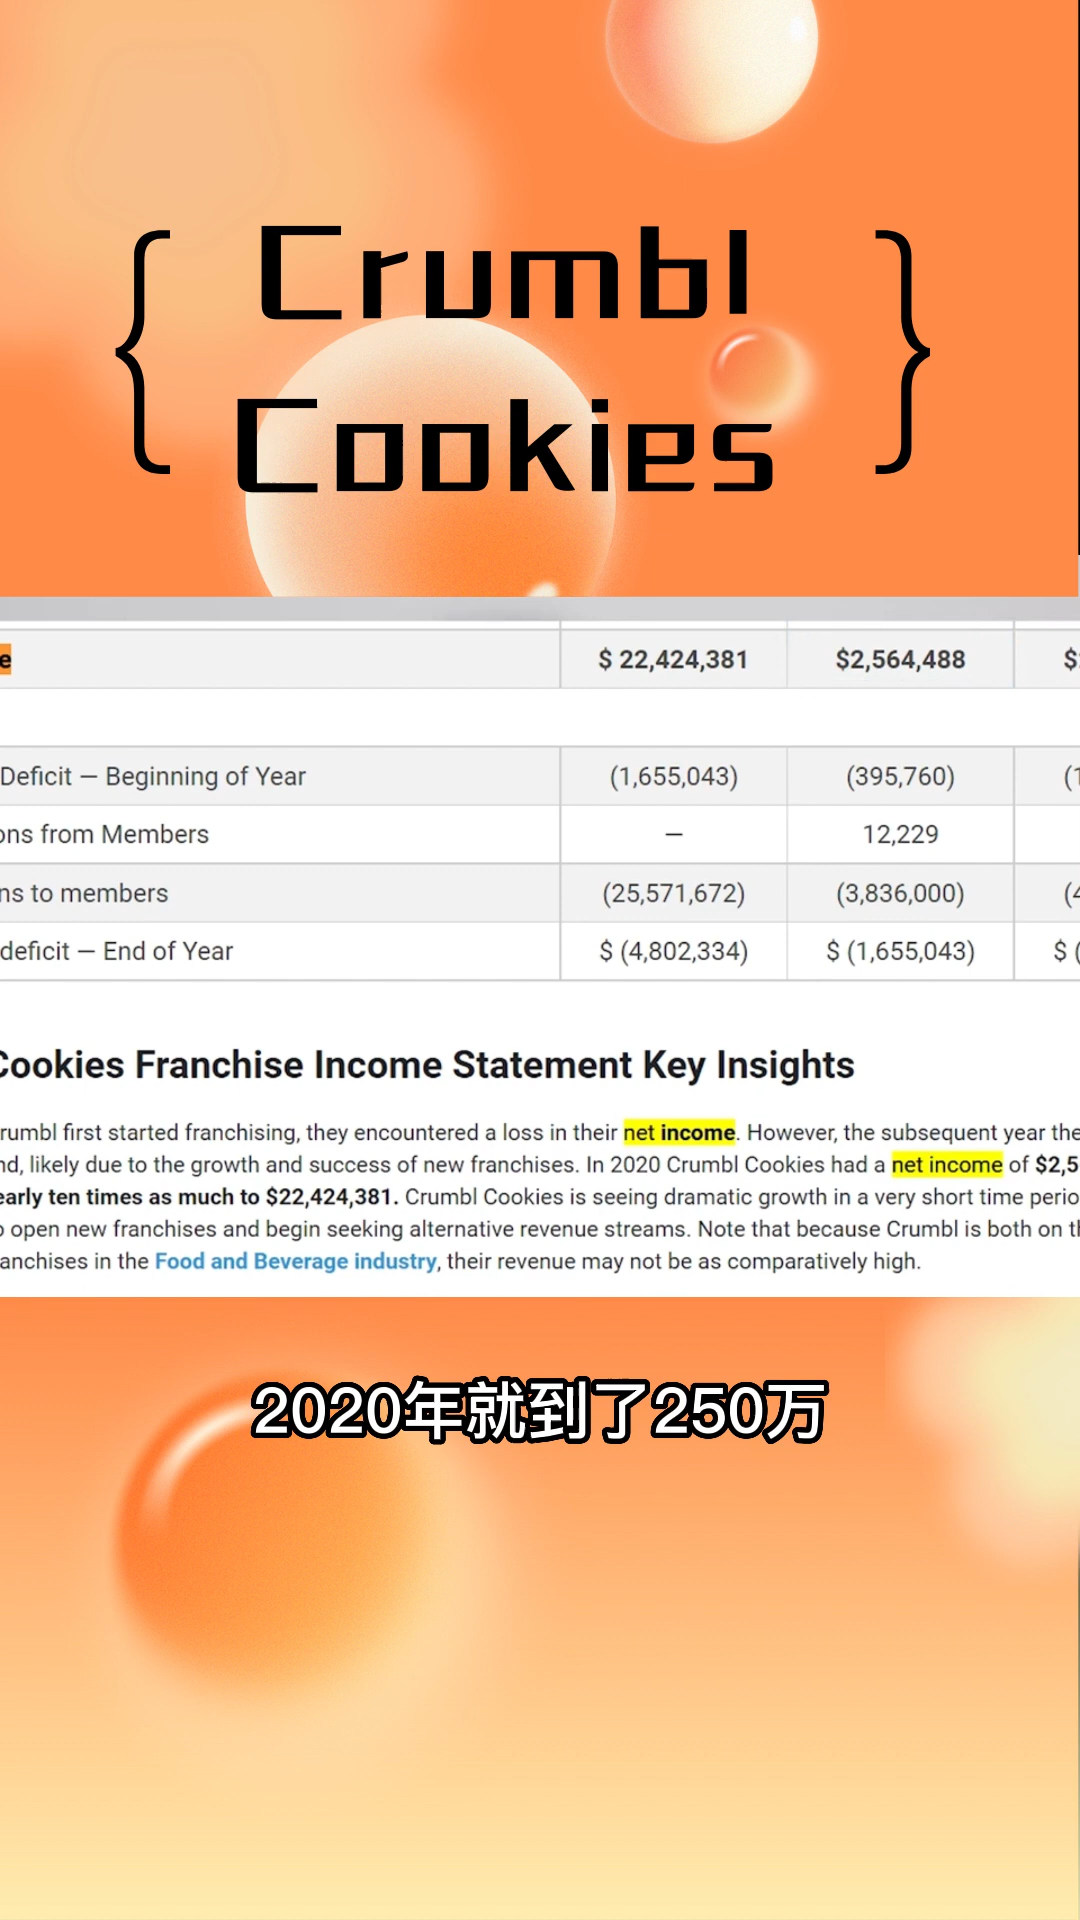 Crumbl
Cookies
e $ 22,424,381 $2,564,488 $
Deficit — Beginning of Year (1,655,043) (395,760) (1
ons from Members — 12,229
ns to members (25,571,672) (3,836,000) (4
deficit — End of Year $ (4,802,334) $ (1,655,043) $ (
Cookies Franchise Income Statement Key Insights
rumbl first started franchising, they encountered a loss in their net income. However, the subsequent year the
nd, likely due to the growth and success of new franchises. In 2020 Crumbl Cookies had a net income of $2,5
early ten times as much to $22,424,381. Crumbl Cookies is seeing dramatic growth in a very short time perio
o open new franchises and begin seeking alternative revenue streams. Note that because Crumbl is both on th
anchises in the Food and Beverage industry, their revenue may not be as comparatively high.
2020年就到了250万